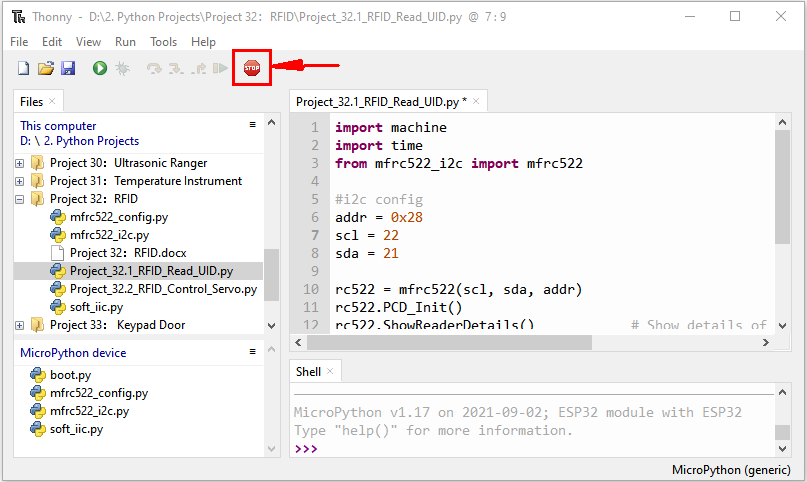 Thonny - D:\2. Python Projects\Project 32：RFID\Project_32.1_RFID_Read_UID.py @ 7 : 9
File Edit View Run Tools Help
STOP
Files
This computer
D: \ 2. Python Projects
Project 30：Ultrasonic Ranger
Project 31：Temperature Instrument
Project 32：RFID
mfrc522_config.py
mfrc522_i2c.py
Project 32：RFID.docx
Project_32.1_RFID_Read_UID.py
Project_32.2_RFID_Control_Servo.py
soft_iic.py
Project 33：Keypad Door
MicroPython device
boot.py
mfrc522_config.py
mfrc522_i2c.py
soft_iic.py
Project_32.1_RFID_Read_UID.py *
1 import machine
2 import time
3 from mfrc522_i2c import mfrc522
4
5 #i2c config
6 addr = 0x28
7 scl = 22
8 sda = 21
9
10 rc522 = mfrc522(scl, sda, addr)
11 rc522.PCD_Init()
12 rc522.ShowReaderDetails() # Show details of
Shell
MicroPython v1.17 on 2021-09-02; ESP32 module with ESP32
Type "help()" for more information.
>>>
MicroPython (generic)